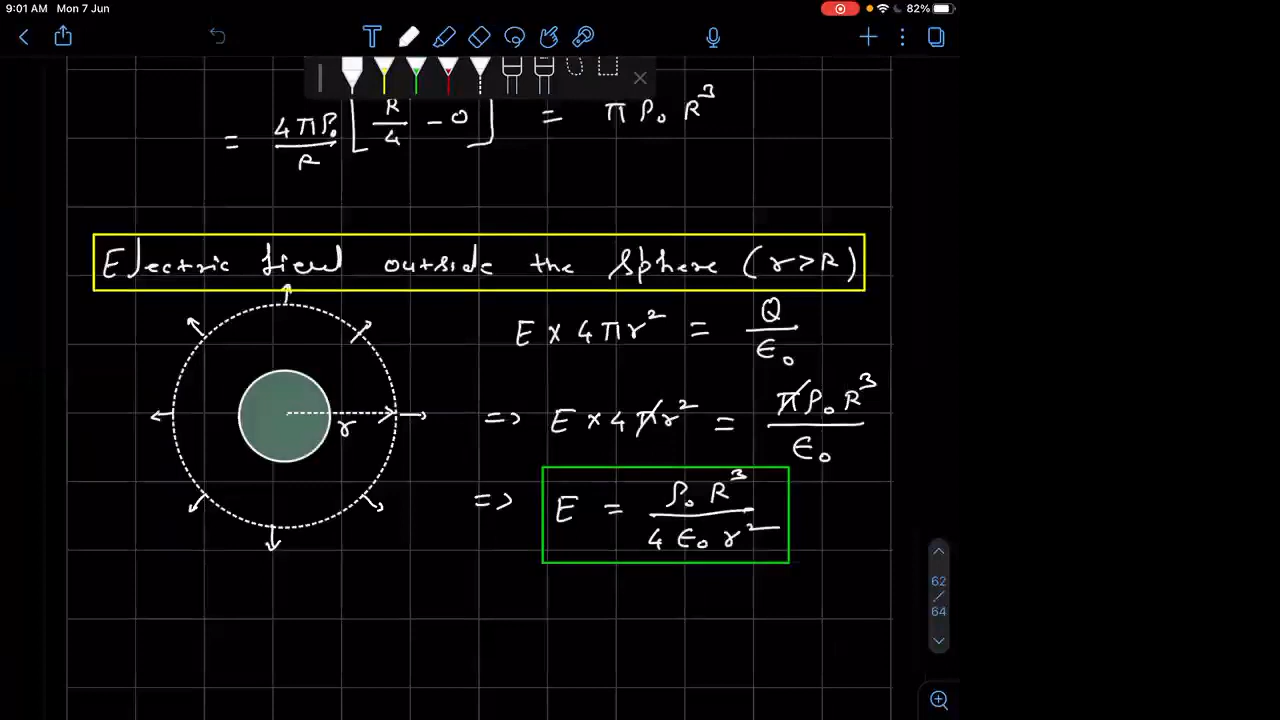 9:01 AM Mon 7 Jun 82%
= 4πρ₀/R [R/4 - 0] = πρ₀R³
Electric field outside the Sphere (r>R)
E × 4πr² = Q/ϵ₀
=> E × 4πr² = πρ₀R³/ϵ₀
r
=> E = ρ₀R³/4ϵ₀r²
62
/
64